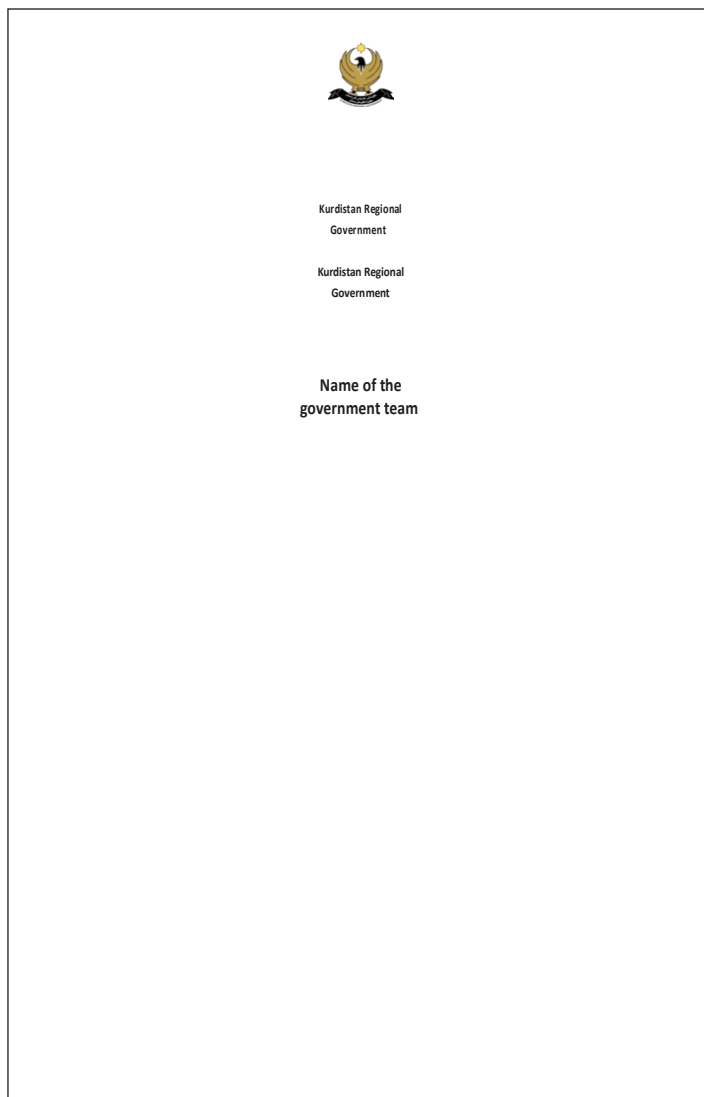 Kurdistan Regional
Government
Kurdistan Regional
Government
Name of the
government team